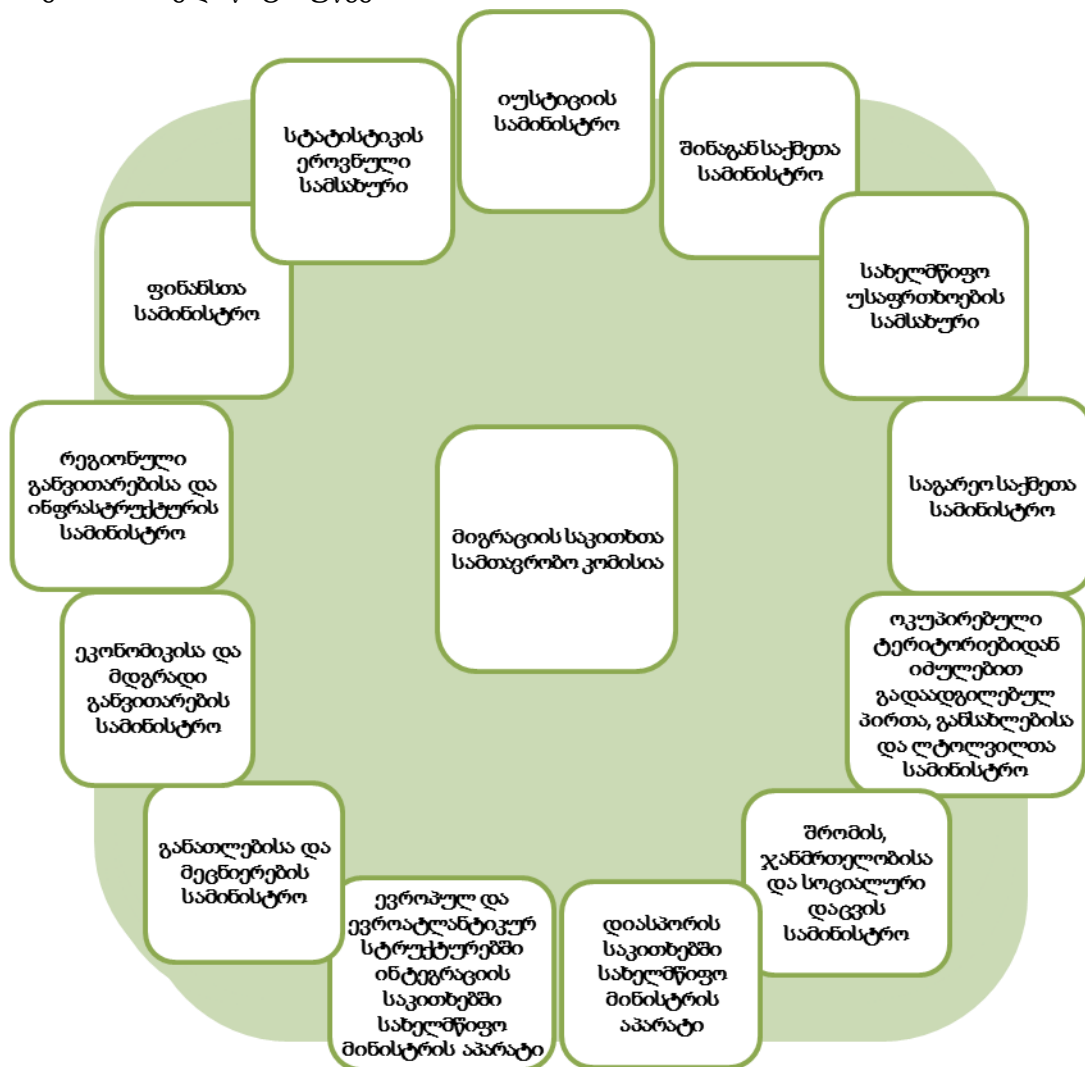 იუსტიციის
სამინისტრო
შინაგან საქმეთა
სამინისტრო
სახელმწიფო
უსაფრთხოების
სამსახური
საგარეო საქმეთა
სამინისტრო
ოკუპირებული
ტერიტორიებიდან
იძულებით
გადაადგილებულ
პირთა, განსახლებისა
და ლტოლვილთა
სამინისტრო
შრომის,
ჯანმრთელობისა
და სოციალური
დაცვის
სამინისტრო
დიასპორის
საკითხებში
სახელმწიფო
მინისტრის
აპარატი
ევროპულ და
ევროატლანტიკურ
სტრუქტურებში
ინტეგრაციის
საკითხებში
სახელმწიფო
მინისტრის აპარატი
განათლებისა და
მეცნიერების
სამინისტრო
ეკონომიკისა და
მდგრადი
განვითარების
სამინისტრო
რეგიონული
განვითარებისა და
ინფრასტრუქტურის
სამინისტრო
ფინანსთა
სამინისტრო
სტატისტიკის
ეროვნული
სამსახური
მიგრაციის საკითხთა
სამთავრობო კომისია